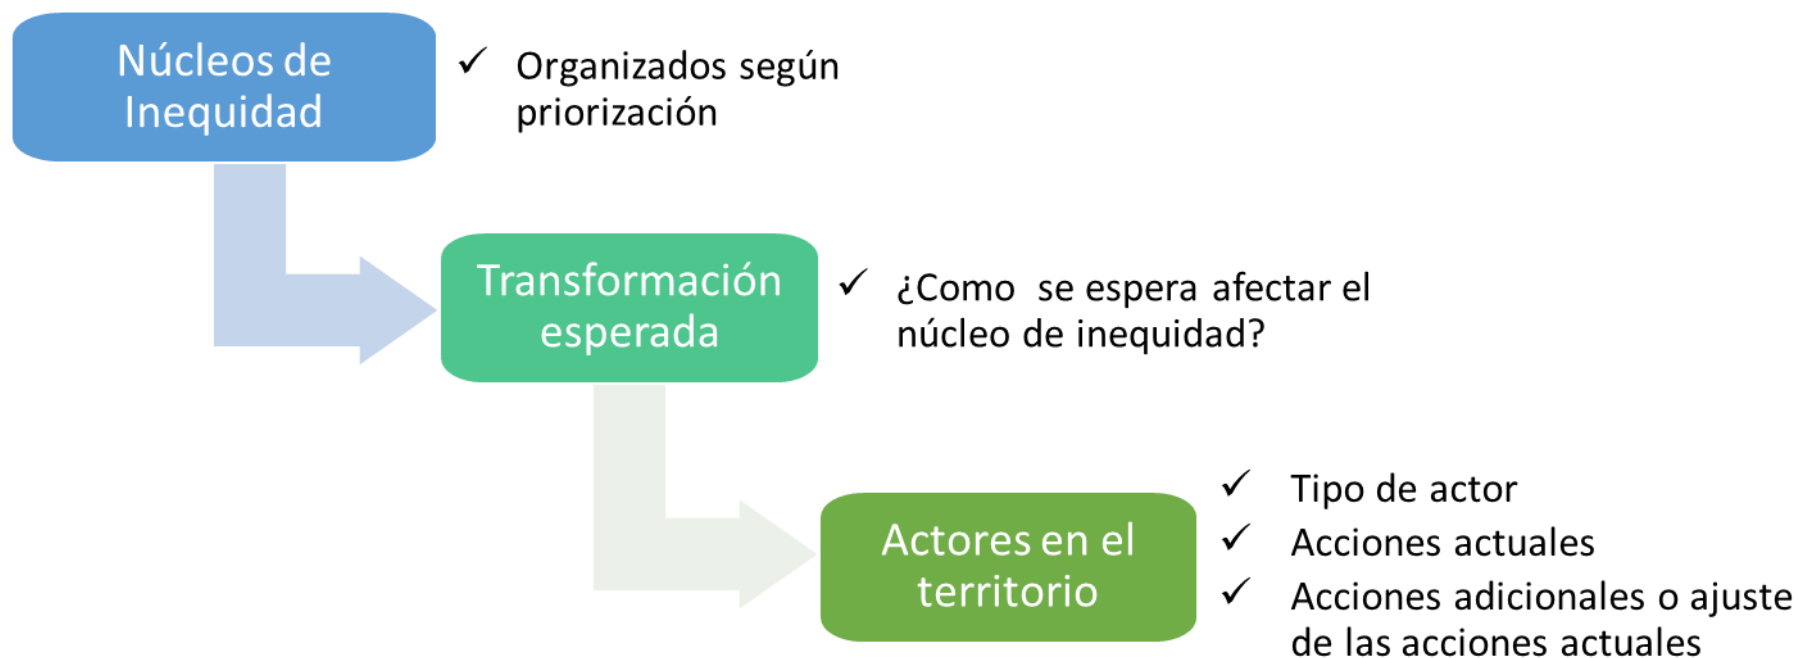 Núcleos de
Inequidad
✓ Organizados según
priorización
Transformación
esperada
✓ ¿Como  se espera afectar el
núcleo de inequidad?
Actores en el
territorio
✓ Tipo de actor
✓ Acciones actuales
✓ Acciones adicionales o ajuste
de las acciones actuales